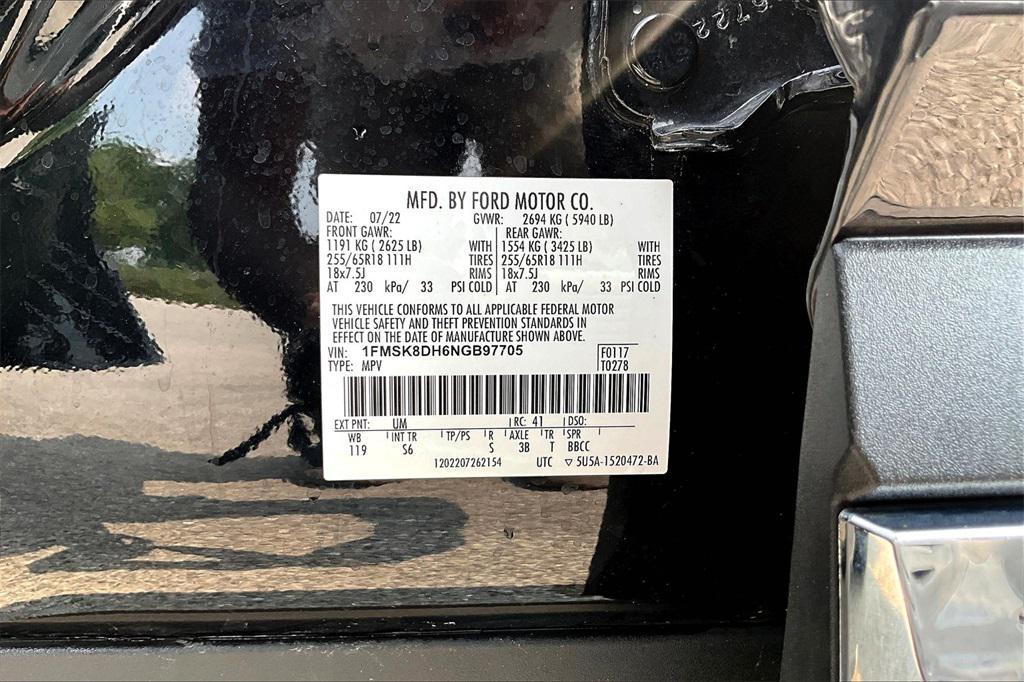 6722
MFD. BY FORD MOTOR CO.
DATE: 07/22 GVWR: 2694 KG ( 5940 LB)
FRONT GAWR: REAR GAWR:
1191 KG ( 2625 LB) WITH 1554 KG ( 3425 LB) WITH
255/65R18 111H TIRES 255/65R18 111H TIRES
18x7.5J RIMS 18x7.5J RIMS
AT 230 kPa/ 33 PSI COLD AT 230 kPa/ 33 PSI COLD
THIS VEHICLE CONFORMS TO ALL APPLICABLE FEDERAL MOTOR
VEHICLE SAFETY AND THEFT PREVENTION STANDARDS IN
EFFECT ON THE DATE OF MANUFACTURE SHOWN ABOVE.
VIN: 1FMSK8DH6NGB97705 F0117
TYPE: MPV T0278
EXT PNT: UM RC: 41 DSO:
WB INT TR TP/PS R AXLE TR SPR
119 S6 S 3B T BBCC
1202207262154 UTC ▽ 5U5A-1520472-BA